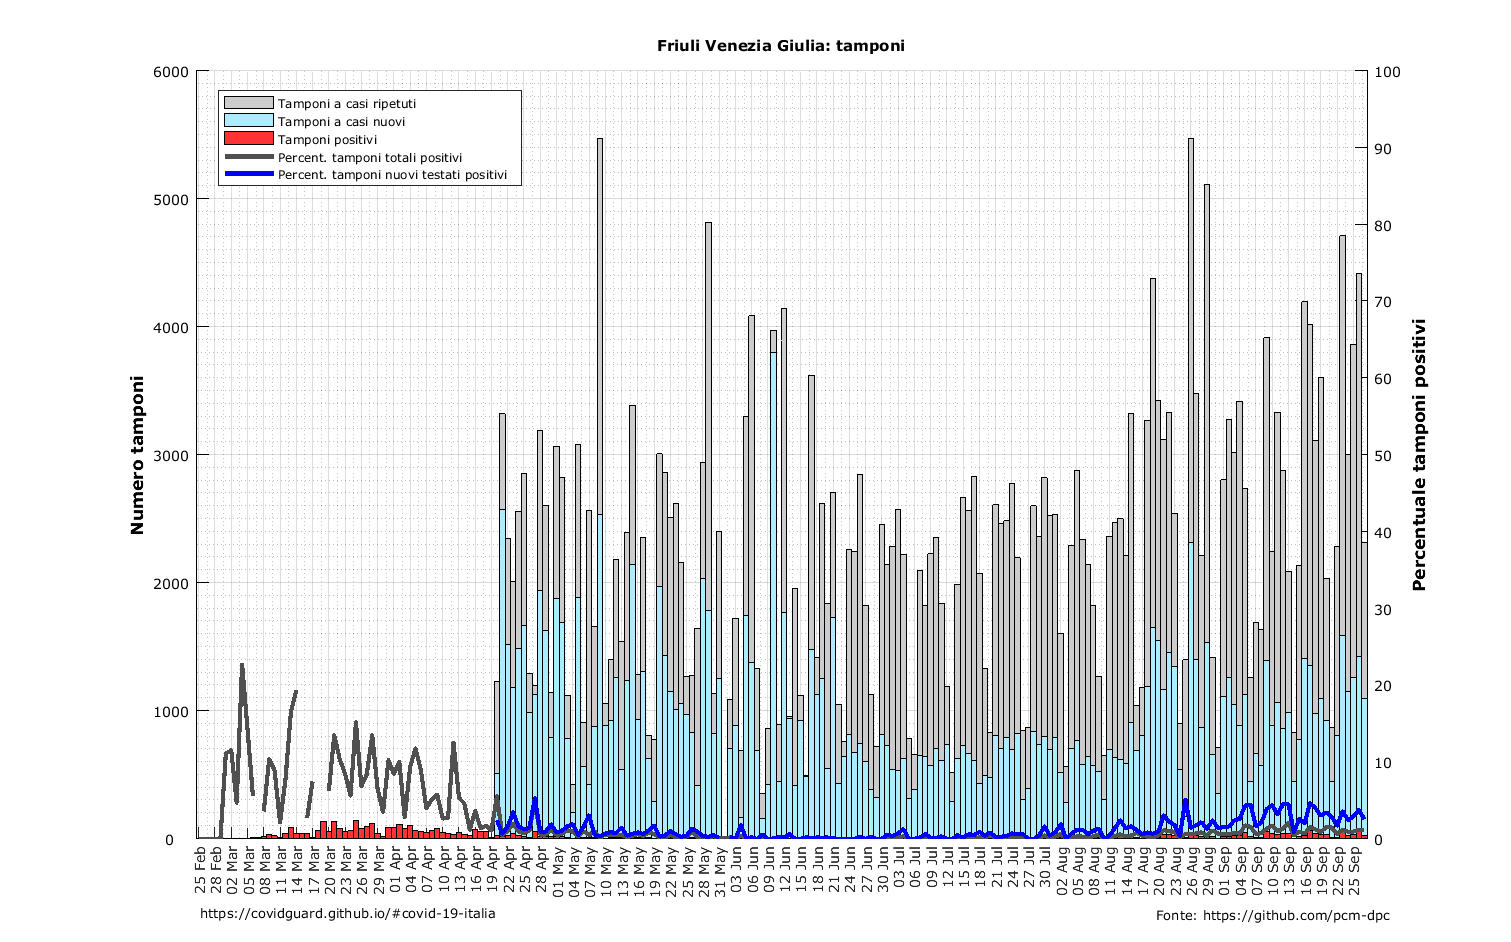 Friuli Venezia Giulia: tamponi
6000
5000
4000
3000
2000
1000
0
Numero tamponi
Tamponi a casi ripetuti
Tamponi a casi nuovi
Tamponi positivi
Percent. tamponi totali positivi
Percent. tamponi nuovi testati positivi
100
90
80
70
60
50
40
30
20
10
0
Percentuale tamponi positivi
25 Feb
28 Feb
02 Mar
05 Mar
08 Mar
11 Mar
14 Mar
17 Mar
20 Mar
23 Mar
26 Mar
29 Mar
01 Apr
04 Apr
07 Apr
10 Apr
13 Apr
16 Apr
19 Apr
22 Apr
25 Apr
28 Apr
01 May
04 May
07 May
10 May
13 May
16 May
19 May
22 May
25 May
28 May
31 May
03 Jun
06 Jun
09 Jun
12 Jun
15 Jun
18 Jun
21 Jun
24 Jun
27 Jun
30 Jun
03 Jul
06 Jul
09 Jul
12 Jul
15 Jul
18 Jul
21 Jul
24 Jul
27 Jul
30 Jul
02 Aug
05 Aug
08 Aug
11 Aug
14 Aug
17 Aug
20 Aug
23 Aug
26 Aug
29 Aug
01 Sep
04 Sep
07 Sep
10 Sep
13 Sep
16 Sep
19 Sep
22 Sep
25 Sep
https://covidguard.github.io/#covid-19-italia
Fonte: https://github.com/pcm-dpc